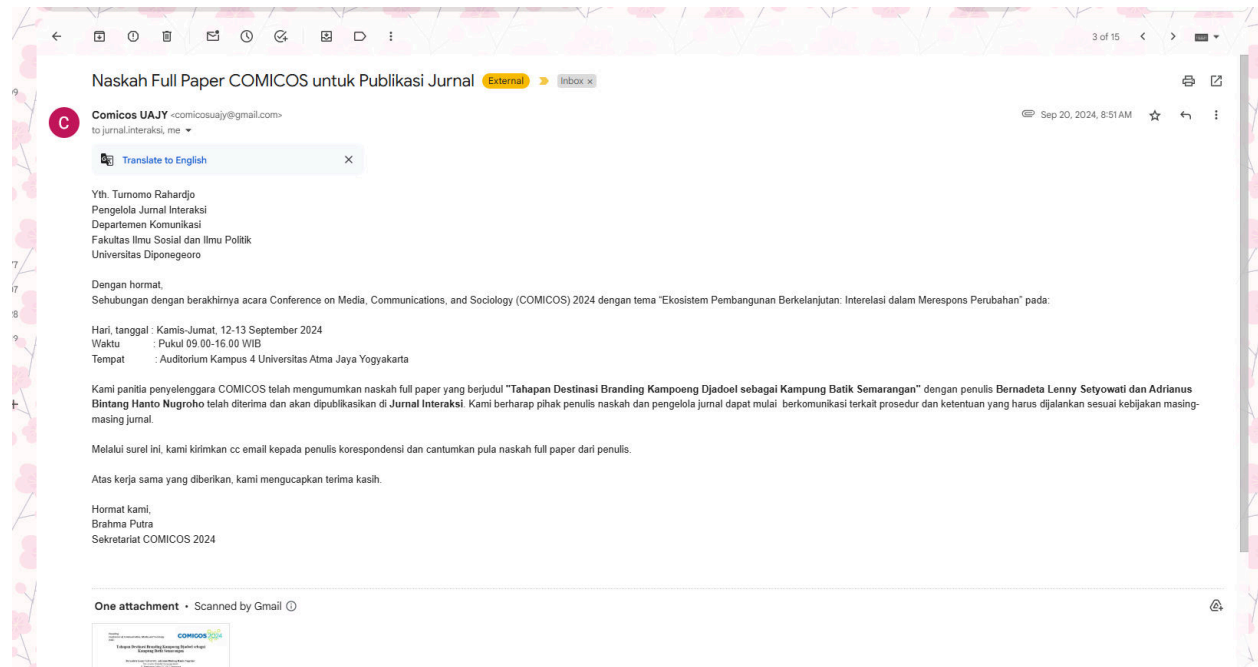 3 of 15
Naskah Full Paper COMICOS untuk Publikasi Jurnal External Inbox x
C
Comicos UAJY <comicosuajy@gmail.com>
Sep 20, 2024, 8:51 AM
to jurnal.interaksi, me
Translate to English
Yth. Turnomo Rahardjo
Pengelola Jurnal Interaksi
Departemen Komunikasi
Fakultas Ilmu Sosial dan Ilmu Politik
Universitas Diponegeoro
Dengan hormat,
Sehubungan dengan berakhirnya acara Conference on Media, Communications, and Sociology (COMICOS) 2024 dengan tema "Ekosistem Pembangunan Berkelanjutan: Interelasi dalam Merespons Perubahan" pada:
Hari, tanggal : Kamis-Jumat, 12-13 September 2024
Waktu : Pukul 09.00-16.00 WIB
Tempat : Auditorium Kampus 4 Universitas Atma Jaya Yogyakarta
Kami panitia penyelenggara COMICOS telah mengumumkan naskah full paper yang berjudul "Tahapan Destinasi Branding Kampoeng Djadoel sebagai Kampung Batik Semarangan" dengan penulis Bernadeta Lenny Setyowati dan Adrianus
Bintang Hanto Nugroho telah diterima dan akan dipublikasikan di Jurnal Interaksi. Kami berharap pihak penulis naskah dan pengelola jurnal dapat mulai berkomunikasi terkait prosedur dan ketentuan yang harus dijalankan sesuai kebijakan masing-
masing jurnal.
Melalui surel ini, kami kirimkan cc email kepada penulis korespondensi dan cantumkan pula naskah full paper dari penulis.
Atas kerja sama yang diberikan, kami mengucapkan terima kasih.
Hormat kami,
Brahma Putra
Sekretariat COMICOS 2024
One attachment • Scanned by Gmail
COMICOS 2024
Tahapan Destinasi Branding Kampoeng Djadoel sebagai
Kampung Batik Semarangan